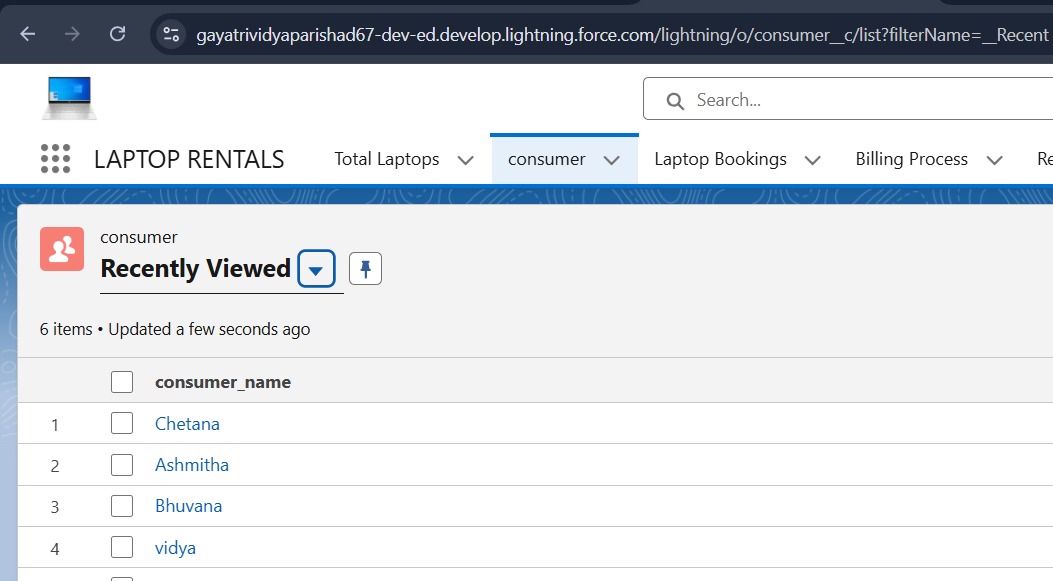 gayatrividyaparishad67-dev-ed.develop.lightning.force.com/lightning/o/consumer__c/list?filterName=__Recent
Search...
LAPTOP RENTALS Total Laptops consumer Laptop Bookings Billing Process Re
consumer
Recently Viewed
6 items • Updated a few seconds ago
consumer_name
1 Chetana
2 Ashmitha
3 Bhuvana
4 vidya